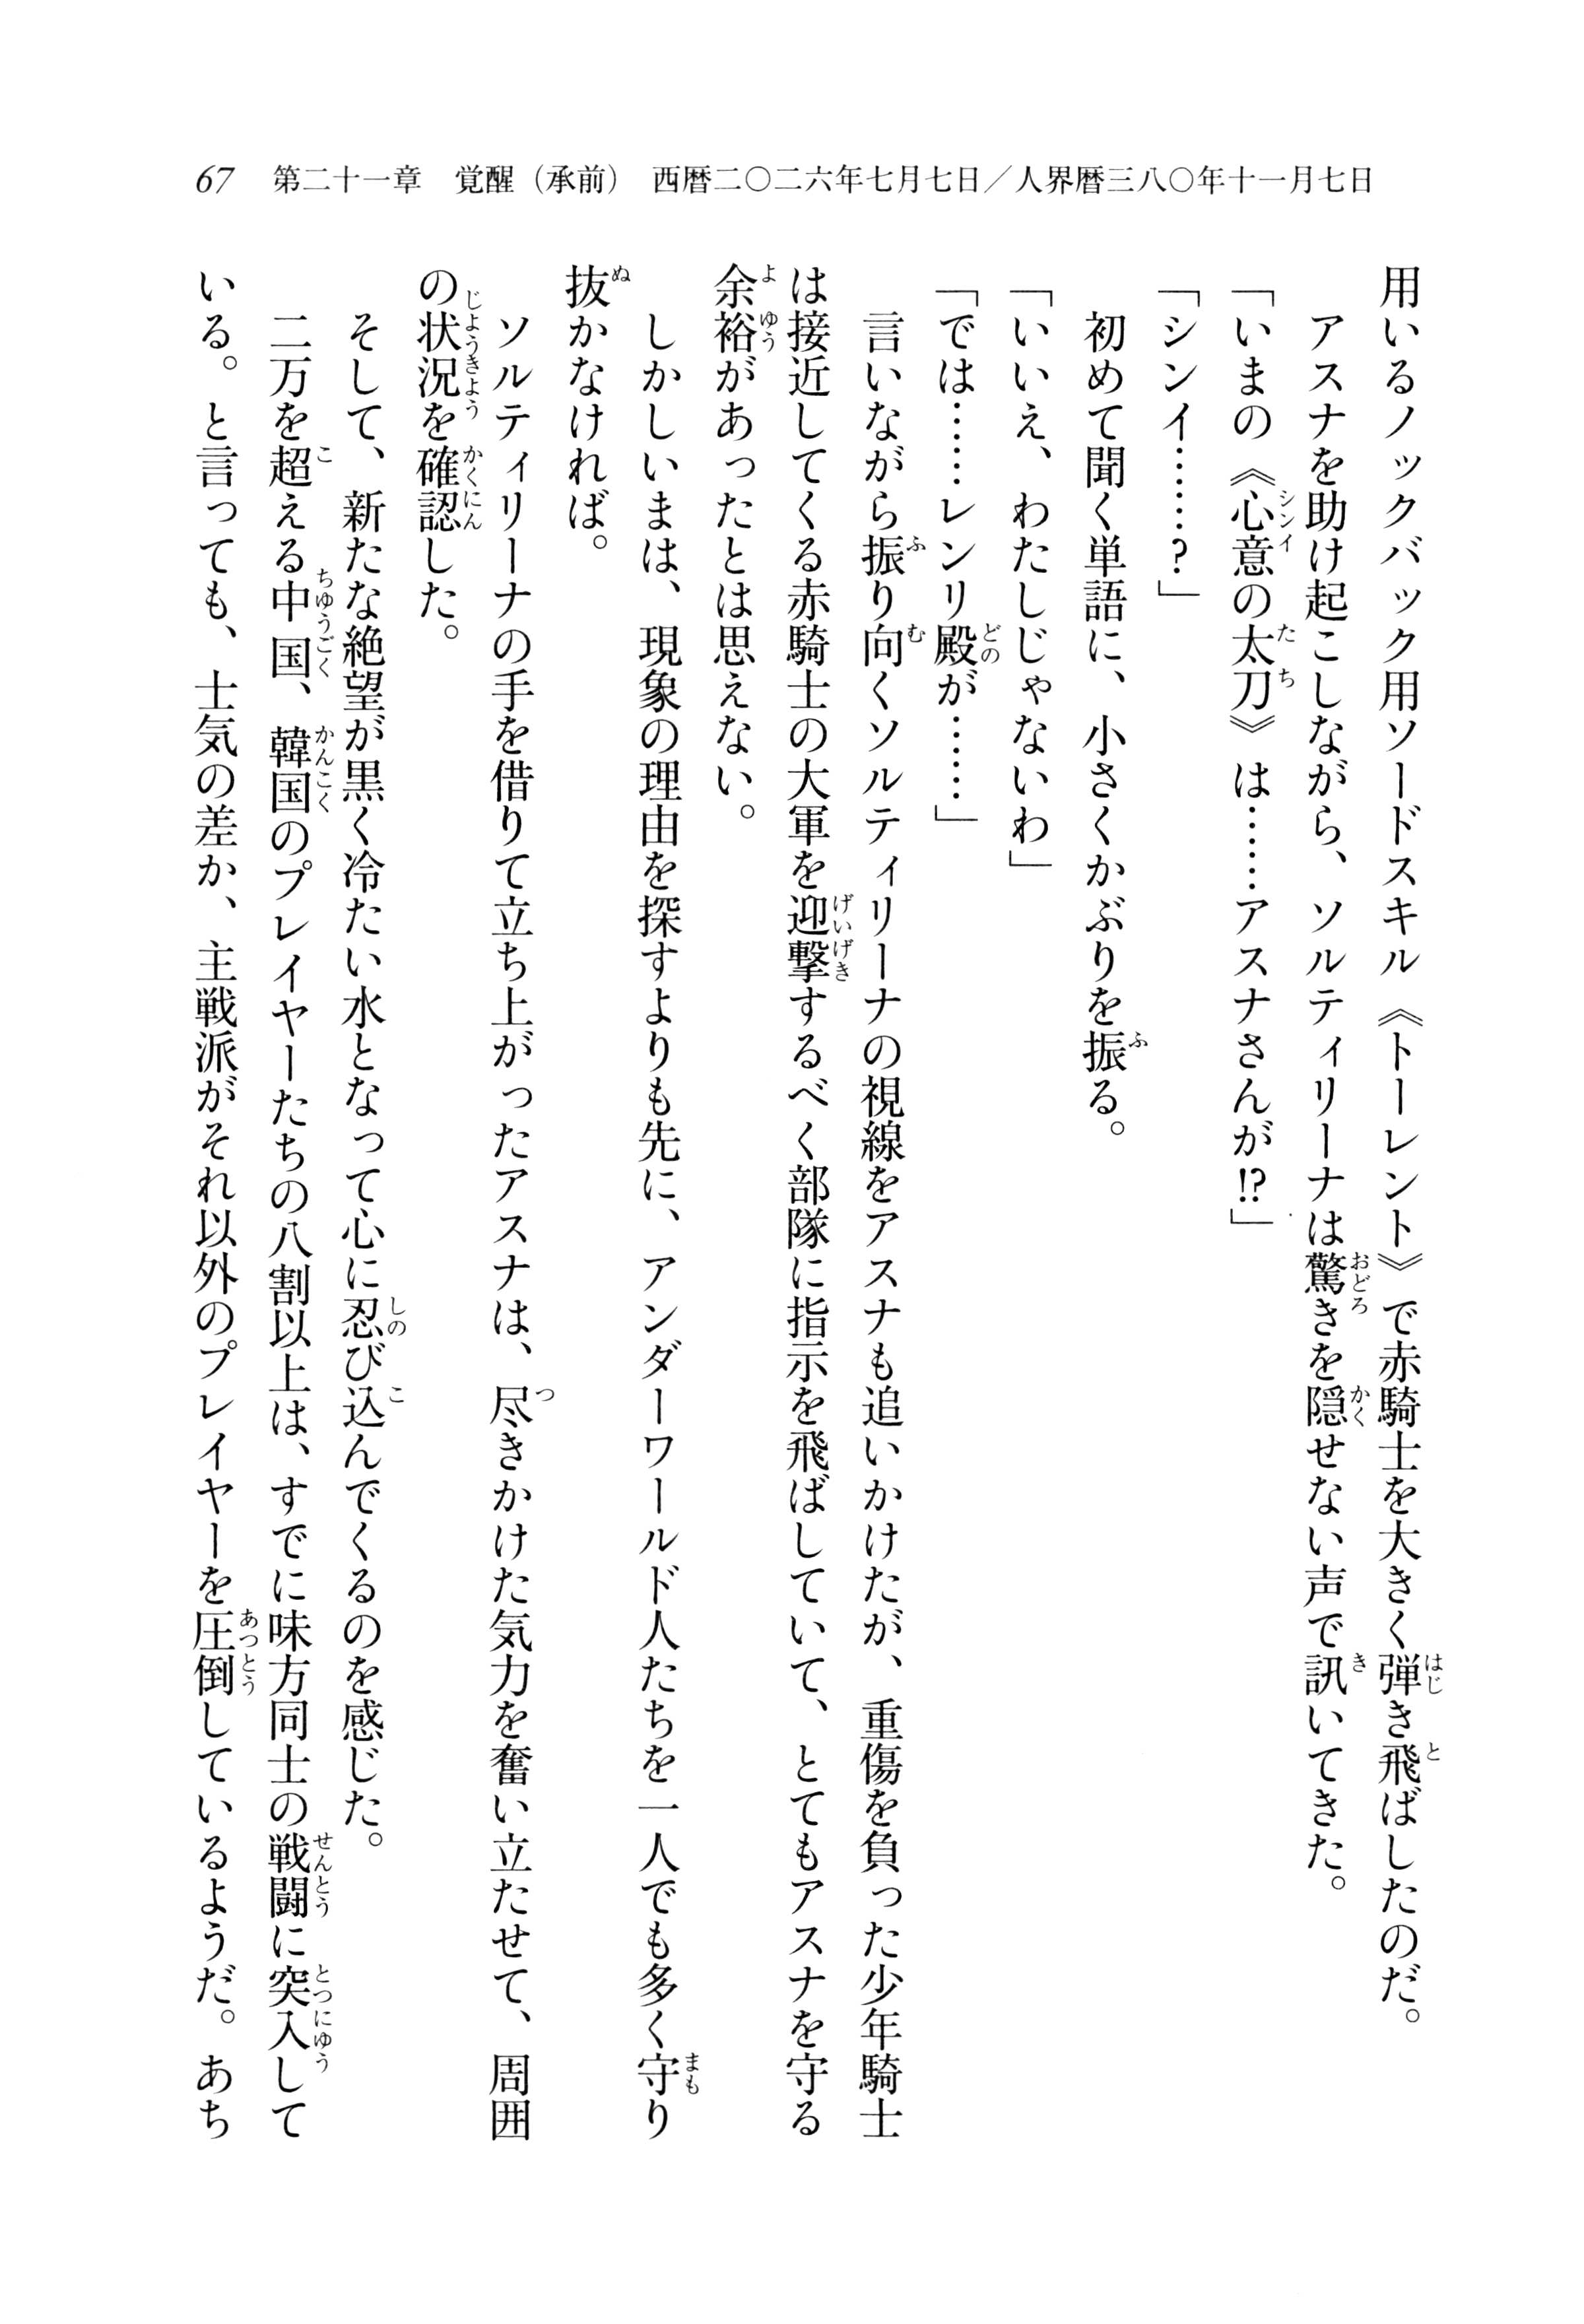 67　第二十一章　覚醒（承前）　西暦二〇二六年七月七日／人界暦三八〇年十一月七日
用いるノックバック用ソードスキル《トーレント》で赤騎士を大きく弾き飛ばしたのだ。
　アスナを助け起こしながら、ソルティリーナは驚きを隠せない声で訊いてきた。
「いまの《心意の太刀》は……アスナさんが!?」
「シンイ……？」
　初めて聞く単語に、小さくかぶりを振る。
「いいえ、わたしじゃないわ」
「では……レンリ殿が……」
　言いながら振り向くソルティリーナの視線をアスナも追いかけたが、重傷を負った少年騎士
は接近してくる赤騎士の大軍を迎撃するべく部隊に指示を飛ばしていて、とてもアスナを守る
余裕があったとは思えない。
　しかしいまは、現象の理由を探すよりも先に、アンダーワールド人たちを一人でも多く守り
抜かなければ。
　ソルティリーナの手を借りて立ち上がったアスナは、尽きかけた気力を奮い立たせて、周囲
の状況を確認した。
　そして、新たな絶望が黒く冷たい水となって心に忍び込んでくるのを感じた。
　二万を超える中国、韓国のプレイヤーたちの八割以上は、すでに味方同士の戦闘に突入して
いる。と言っても、士気の差か、主戦派がそれ以外のプレイヤーを圧倒しているようだ。あち